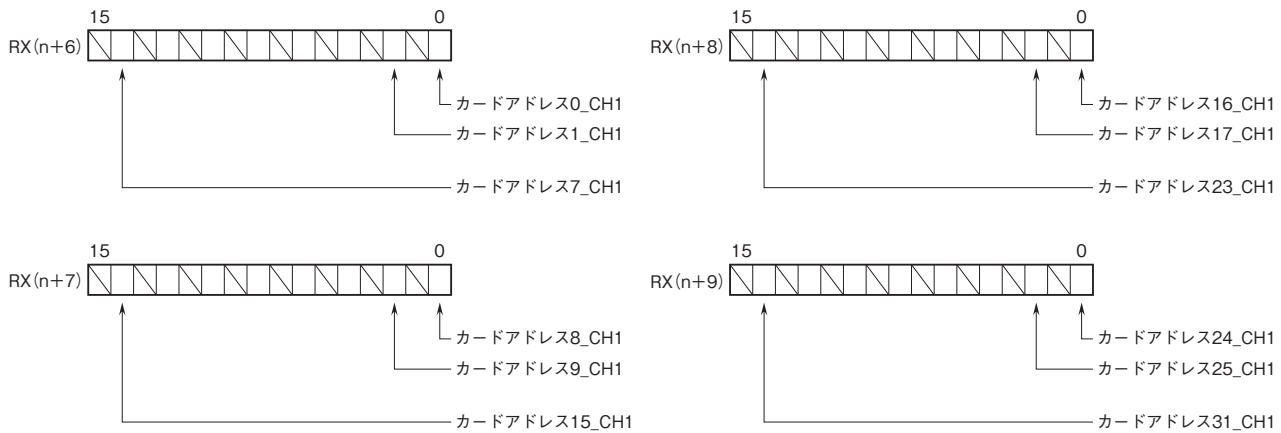 15 0
RX(n+6)
カードアドレス0_CH1
カードアドレス1_CH1
カードアドレス7_CH1
15 0
RX(n+8)
カードアドレス16_CH1
カードアドレス17_CH1
カードアドレス23_CH1
15 0
RX(n+7)
カードアドレス8_CH1
カードアドレス9_CH1
カードアドレス15_CH1
15 0
RX(n+9)
カードアドレス24_CH1
カードアドレス25_CH1
カードアドレス31_CH1